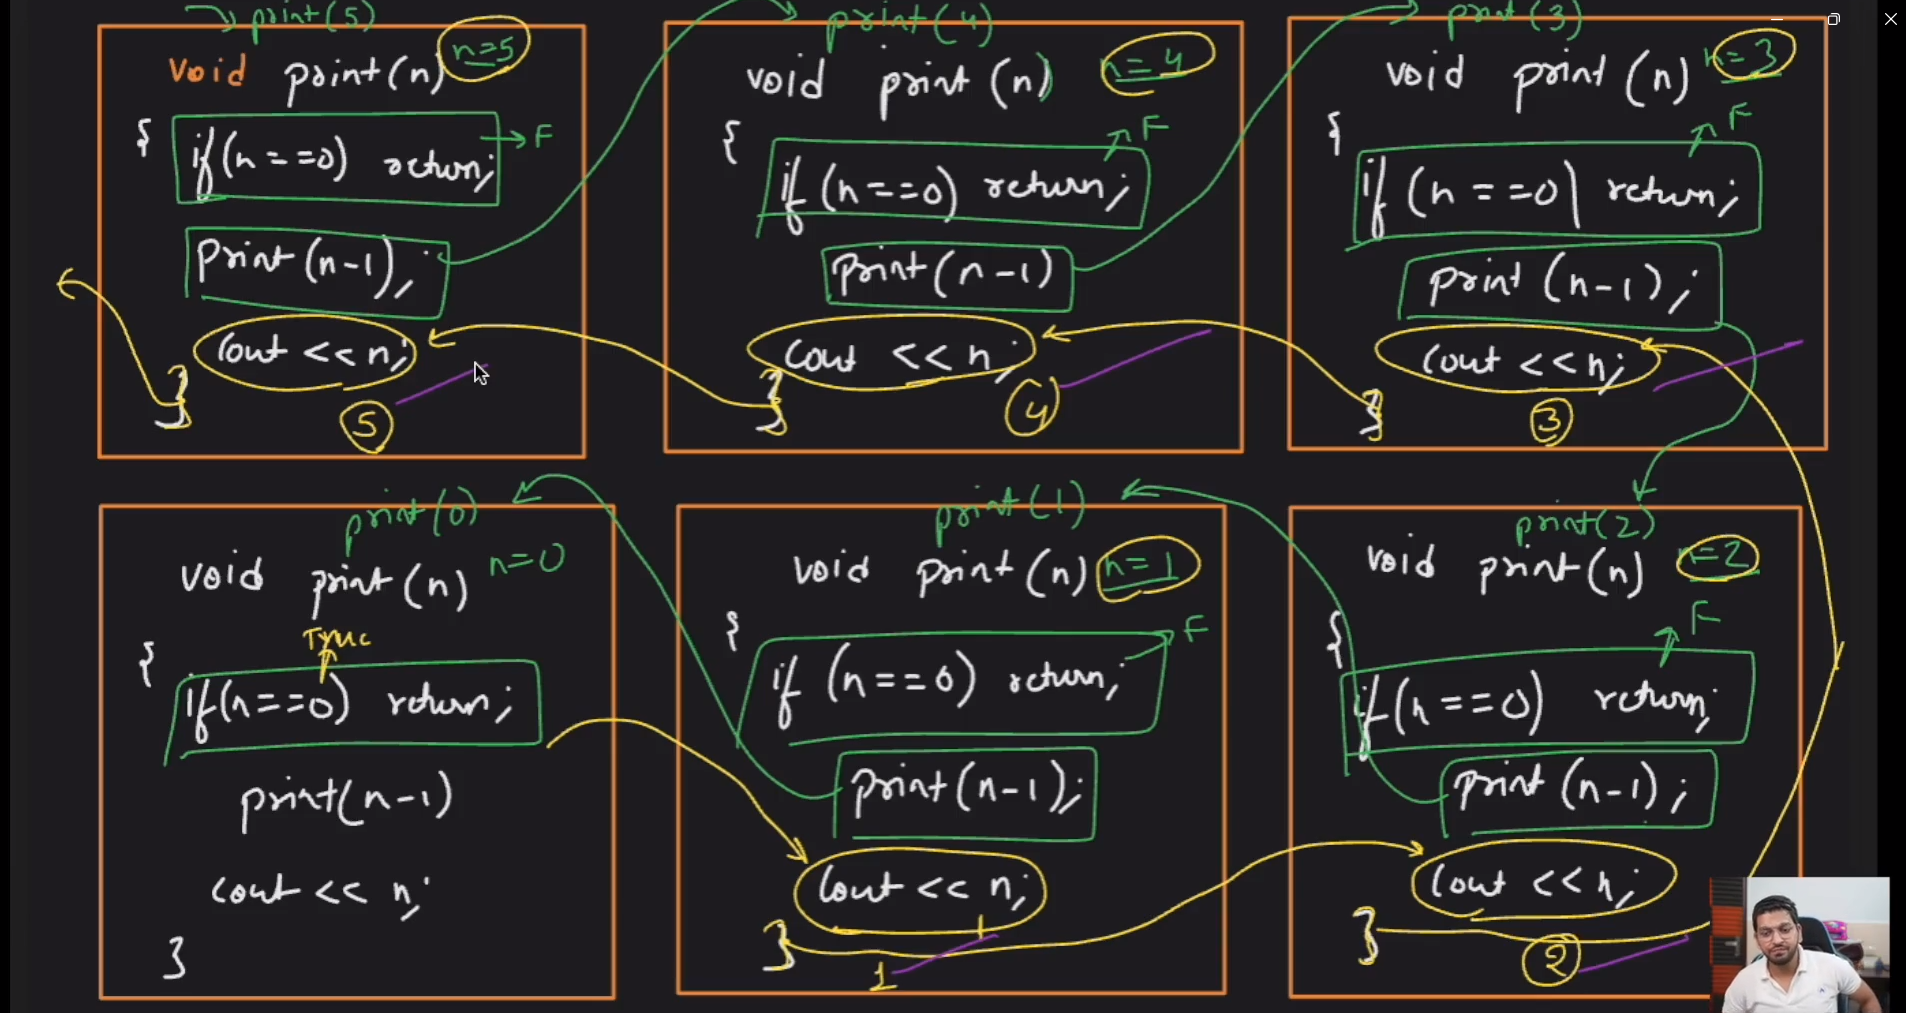 print(5)
void print(n) n=5
{ if(n==0) return; → F
print(n-1);
cout << n;
}
5
print(4)
void print(n) n=4
{ if(n==0) return; F
print(n-1)
cout << n;
}
4
print(3)
void print(n) n=3
{ if(n==0) return; F
print(n-1);
cout << n;
}
3
print(0)
void print(n) n=0
True
{ if(n==0) return;
print(n-1)
cout << n;
}
print(1)
void print(n) n=1
{ if(n==0) return; F
print(n-1);
cout << n;
1
}
1
print(2)
void print(n) n=2
{ if(n==0) return; F
print(n-1);
cout << n;
}
2